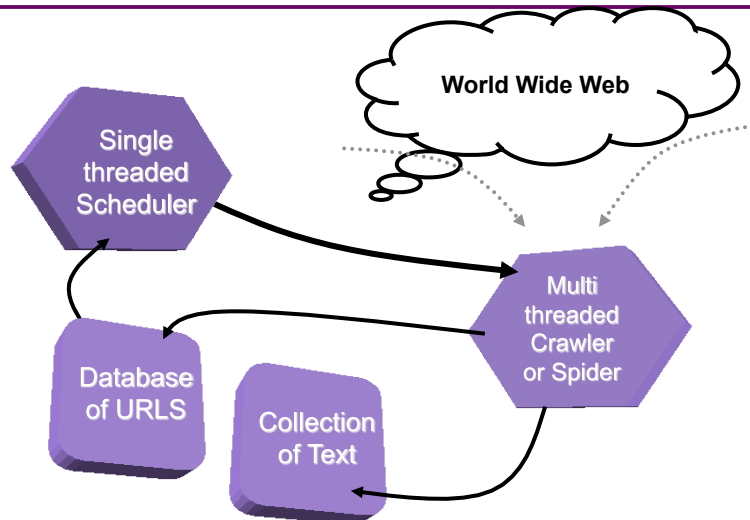 World Wide Web
Single
threaded
Scheduler
Multi
threaded
Crawler
or Spider
Database
of URLS
Collection
of Text